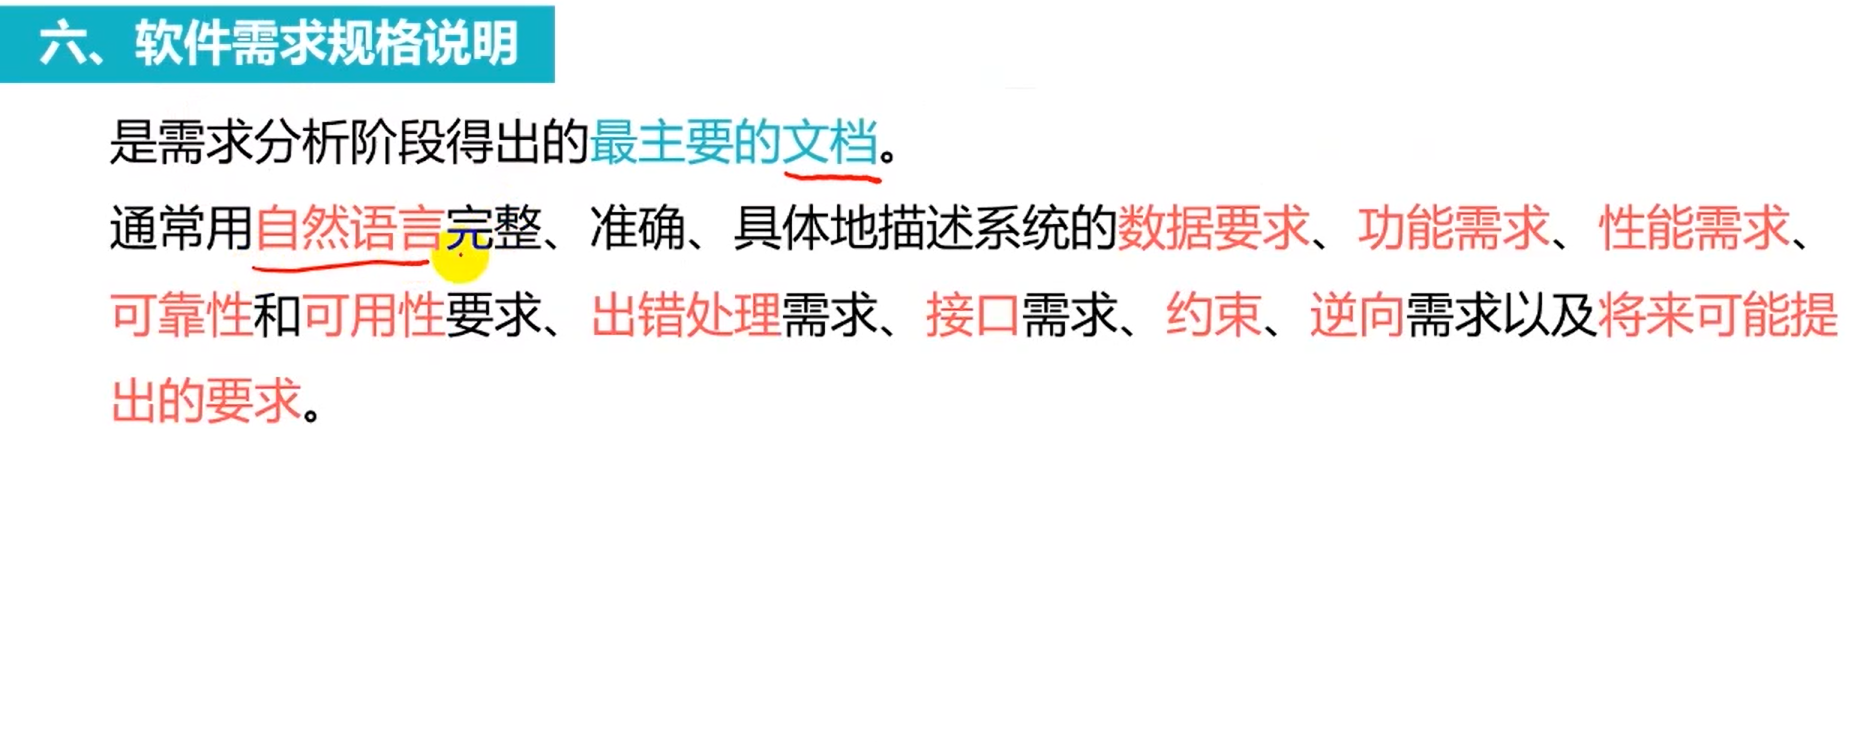 六、软件需求规格说明
是需求分析阶段得出的最主要的文档。
通常用自然语言完整、准确、具体地描述系统的数据要求、功能需求、性能需求、
可靠性和可用性要求、出错处理需求、接口需求、约束、逆向需求以及将来可能提
出的要求。